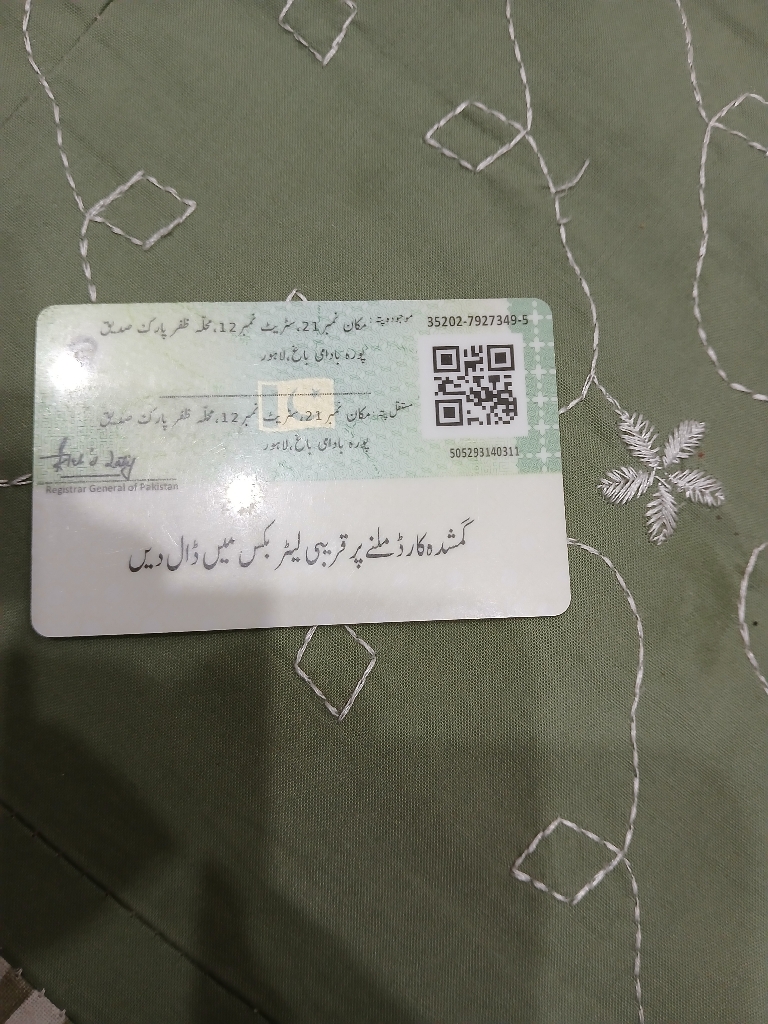 موجودہ پتہ: مکان نمبر 21، سٹریٹ نمبر 12، محلّہ ظفر پارک صدیق
پورہ بادامی باغ، لاہور
35202-7927349-5
مستقل پتہ: مکان نمبر 21، سٹریٹ نمبر 12، محلّہ ظفر پارک صدیق
پورہ بادامی باغ، لاہور
505293140311
Registrar General of Pakistan
گمشدہ کارڈ ملنے پر قریبی لیٹر بکس میں ڈال دیں